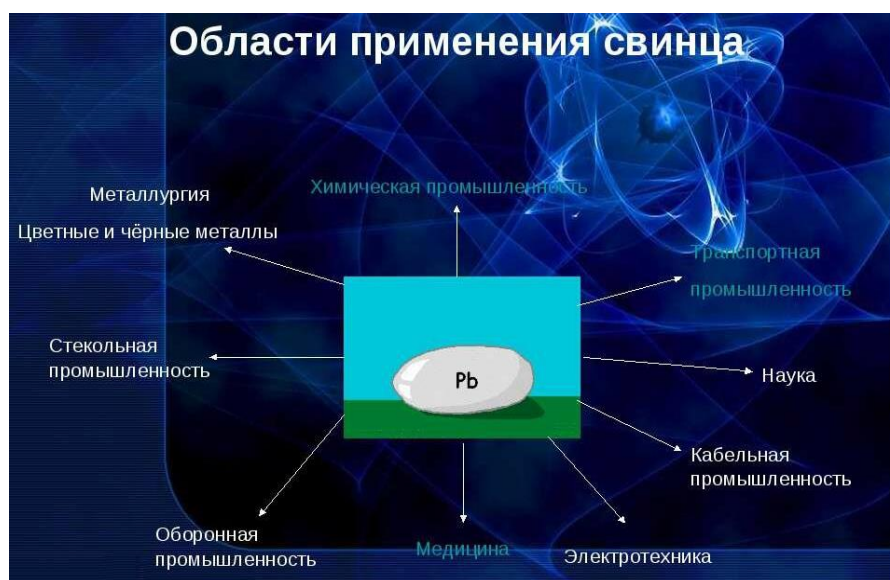 Области применения свинца
Металлургия
Цветные и чёрные металлы
Химическая промышленность
Транспортная
промышленность
Стекольная
промышленность
Pb
Наука
Кабельная
промышленность
Оборонная
промышленность
Медицина
Электротехника